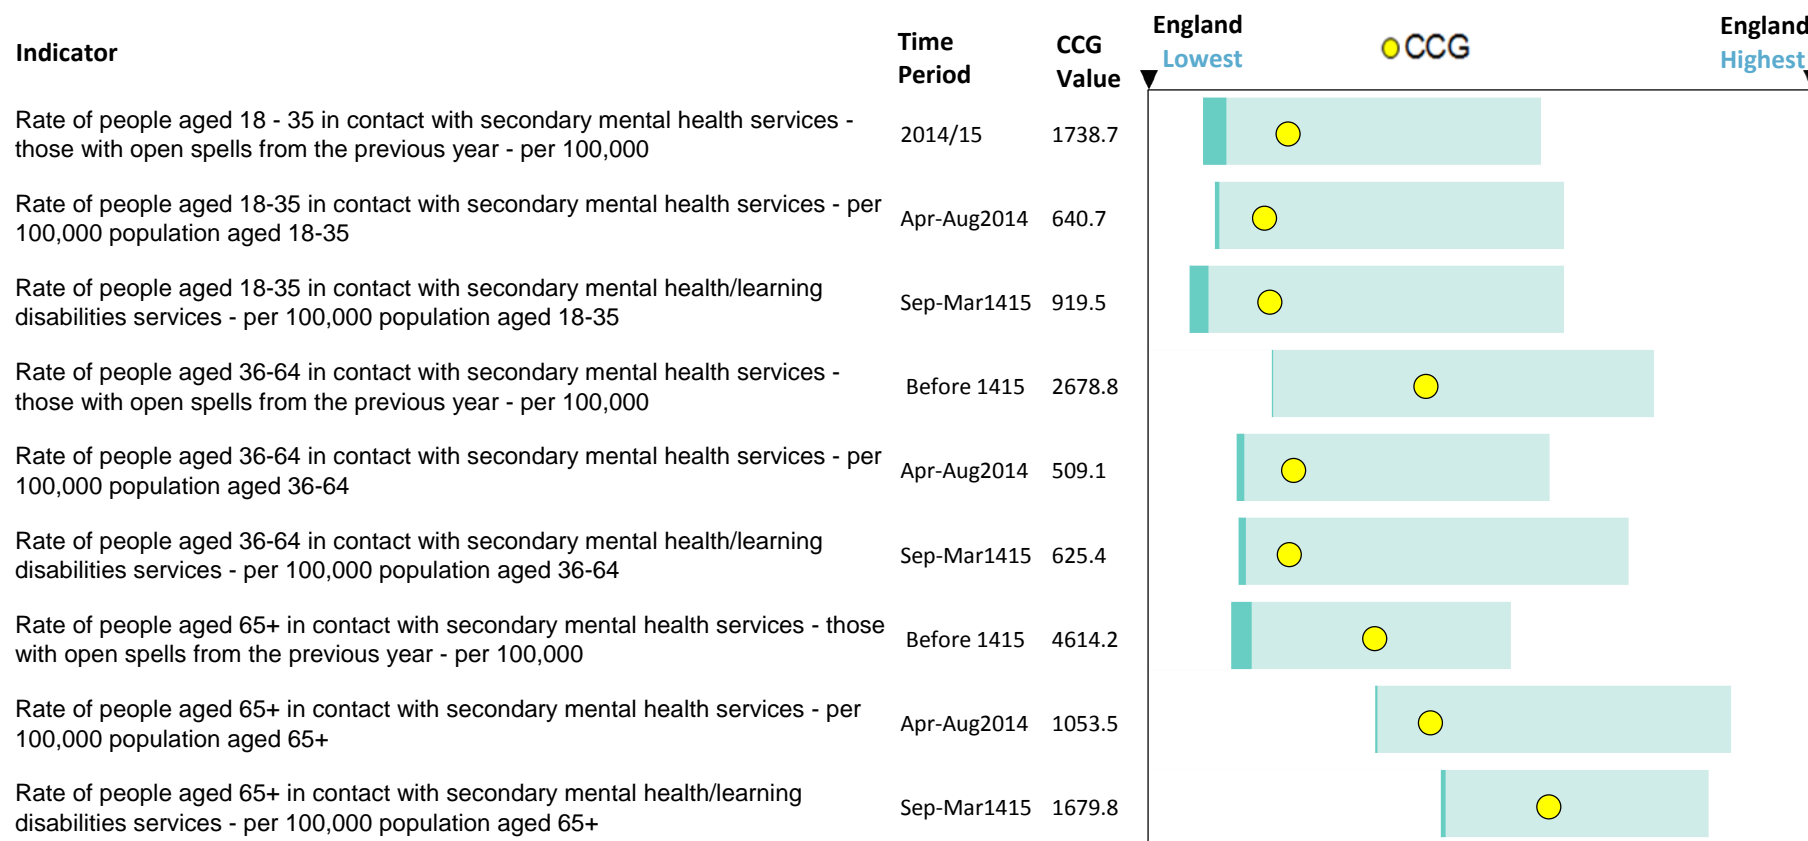 Indicator
Time
Period
CCG
Value
England
Lowest
CCG
England
Highest
Rate of people aged 18 - 35 in contact with secondary mental health services -
those with open spells from the previous year - per 100,000
2014/15
1738.7
Rate of people aged 18-35 in contact with secondary mental health services - per
100,000 population aged 18-35
Apr-Aug2014
640.7
Rate of people aged 18-35 in contact with secondary mental health/learning
disabilities services - per 100,000 population aged 18-35
Sep-Mar1415
919.5
Rate of people aged 36-64 in contact with secondary mental health services -
those with open spells from the previous year - per 100,000
Before 1415
2678.8
Rate of people aged 36-64 in contact with secondary mental health services - per
100,000 population aged 36-64
Apr-Aug2014
509.1
Rate of people aged 36-64 in contact with secondary mental health/learning
disabilities services - per 100,000 population aged 36-64
Sep-Mar1415
625.4
Rate of people aged 65+ in contact with secondary mental health services - those
with open spells from the previous year - per 100,000
Before 1415
4614.2
Rate of people aged 65+ in contact with secondary mental health services - per
100,000 population aged 65+
Apr-Aug2014
1053.5
Rate of people aged 65+ in contact with secondary mental health/learning
disabilities services - per 100,000 population aged 65+
Sep-Mar1415
1679.8